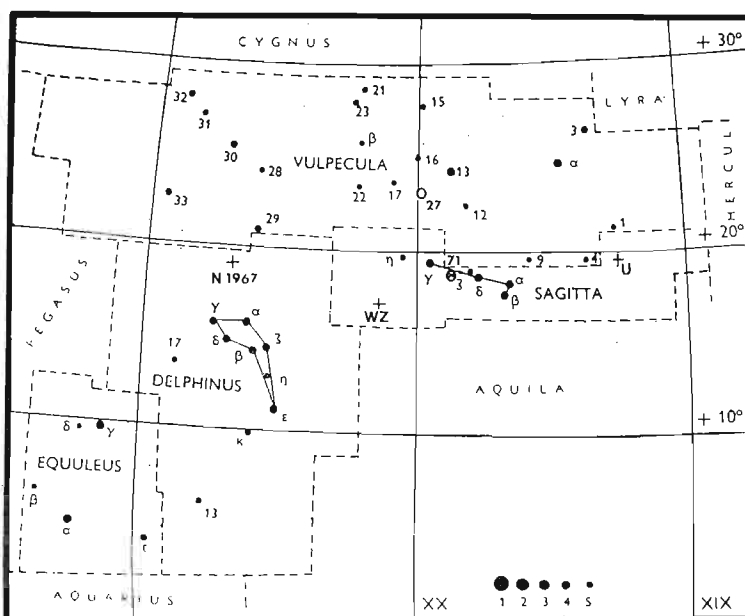 CYGNUS
+ 30°
32
31
21
23
15
LYRA
3
β
30
VULPECULA
16
13
α
HERCUL
28
22
17
27
12
33
29
1
20°
PEGASUS
N 1967
η
γ
71
3
δ
9
4
U
α
β
SAGITTA
WZ
γ
α
δ
β
3
17
DELPHINUS
η
AQUILA
ε
κ
+ 10°
δ
γ
EQUULEUS
β
α
13
ε
AQUARIUS
1 2 3 4 5
XX
XIX